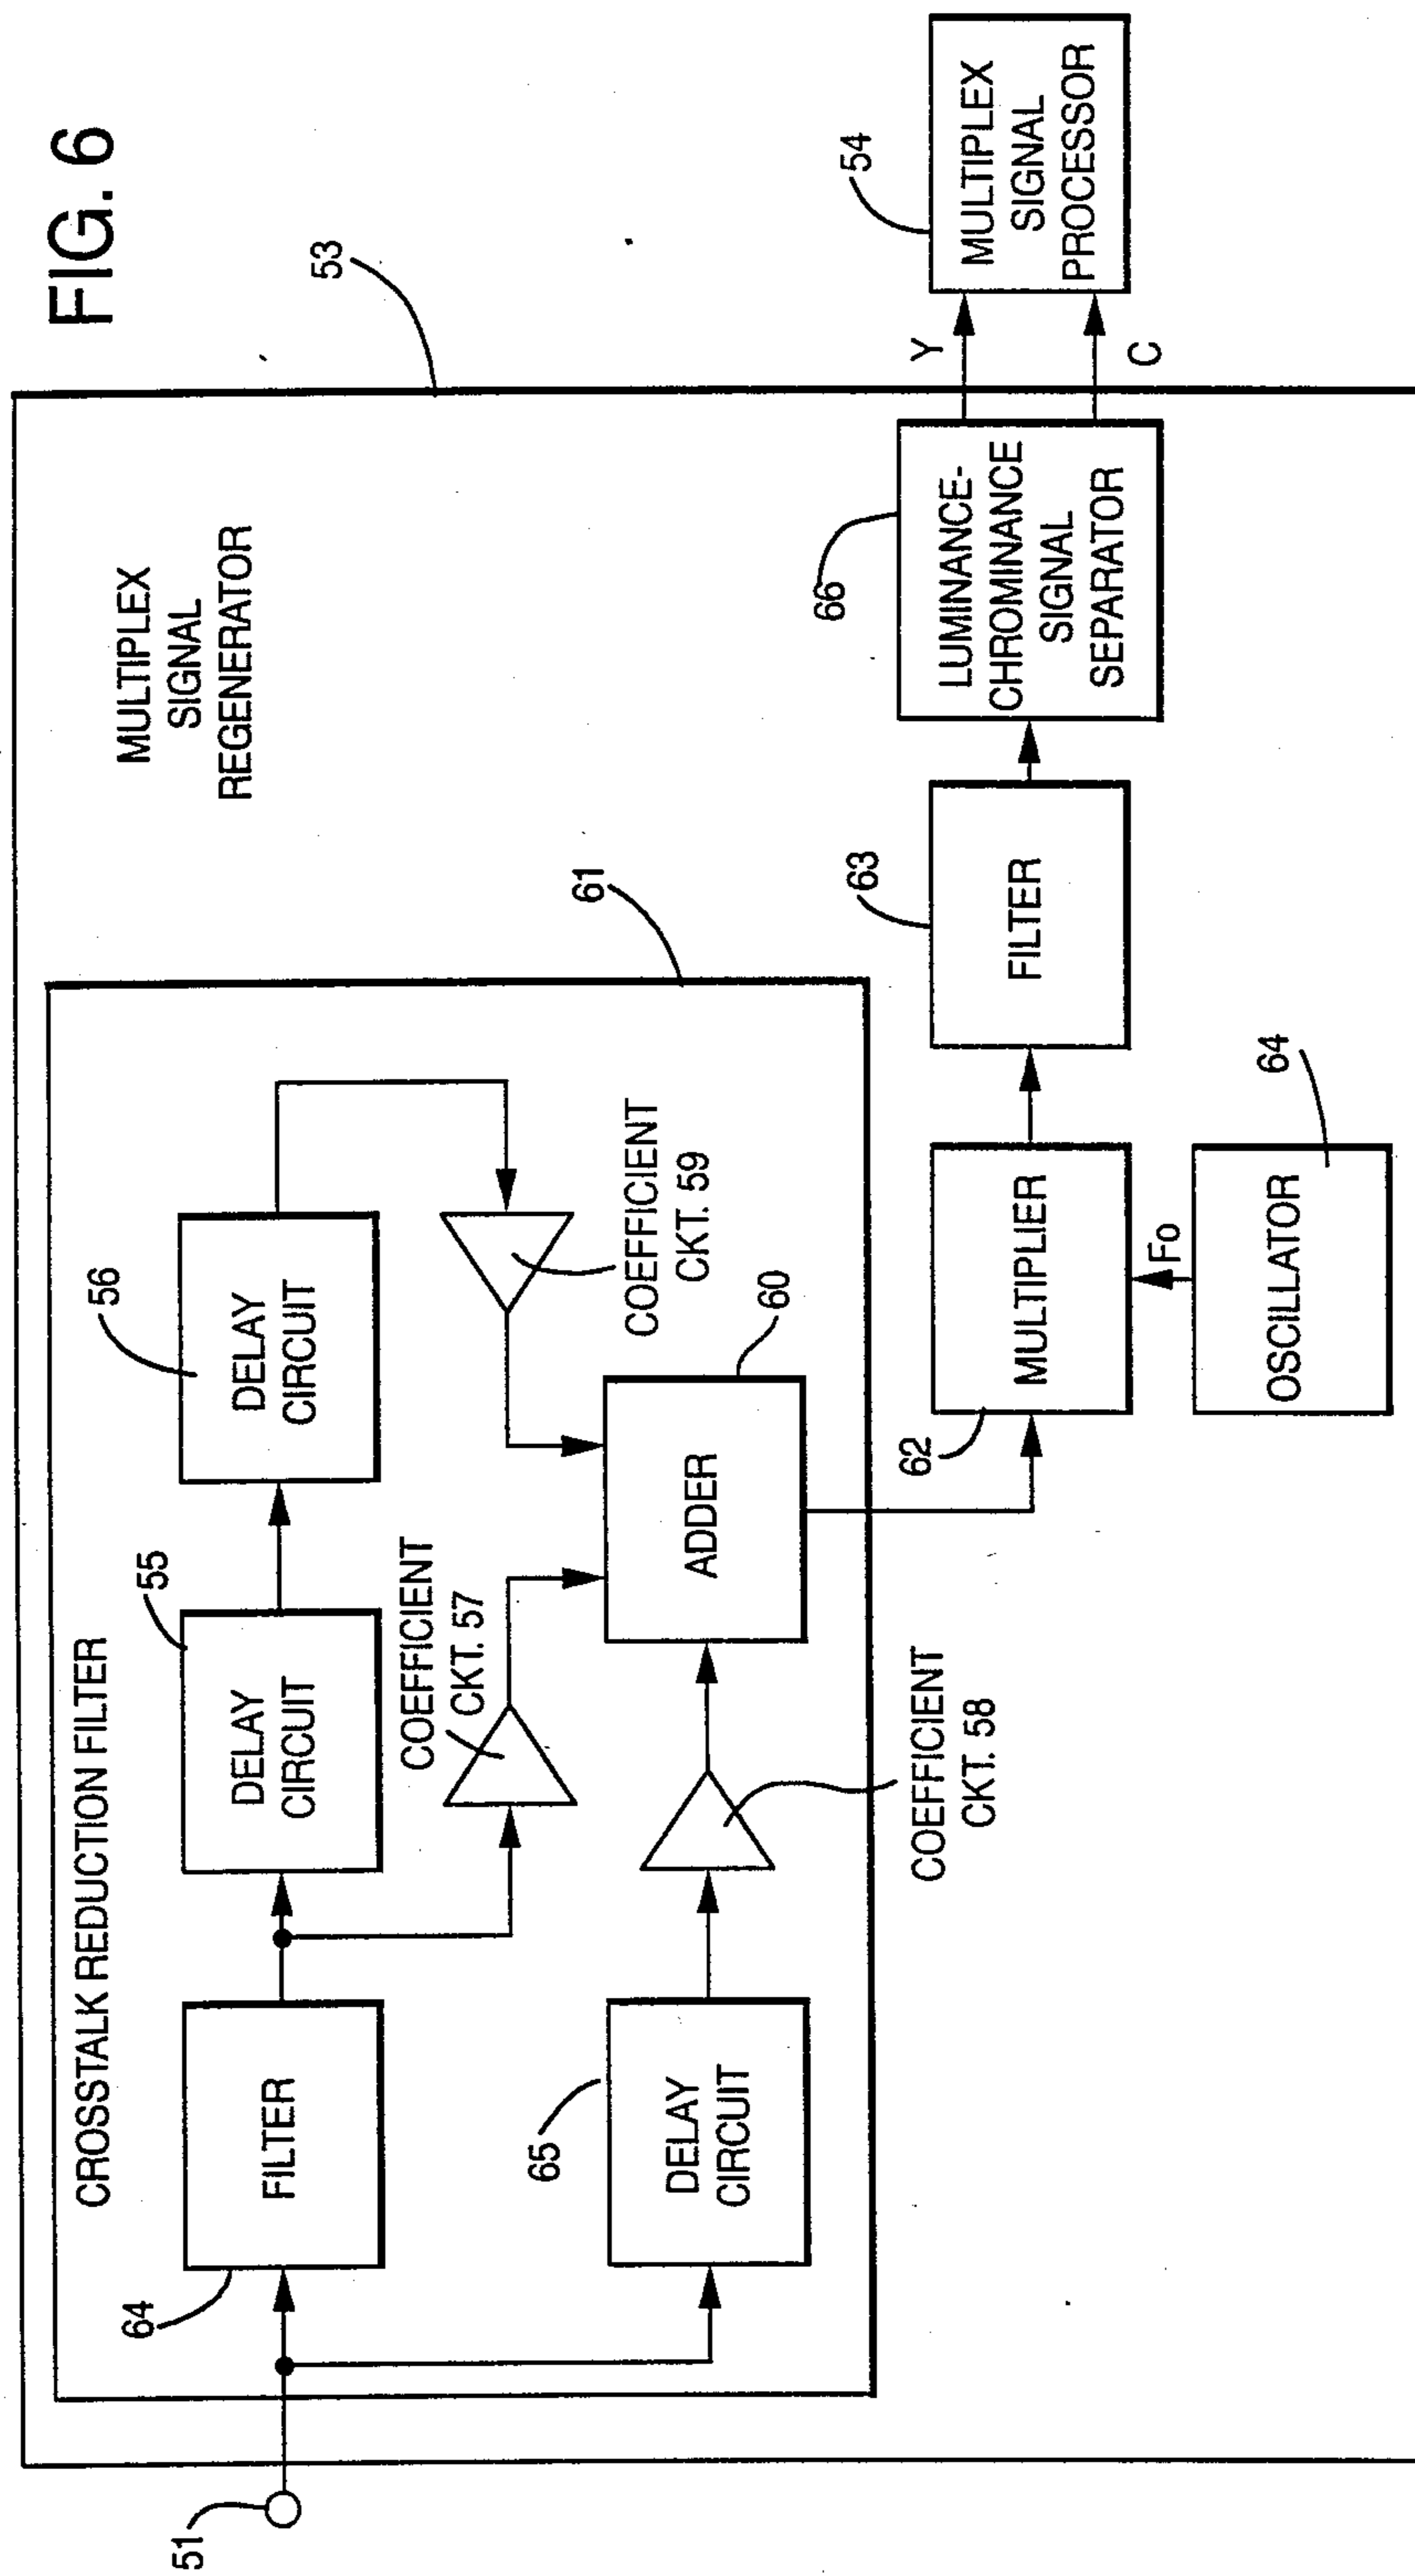 FIG. 6
53
MULTIPLEX
SIGNAL
REGENERATOR
CROSSTALK REDUCTION FILTER
61
51
64
FILTER
55
DELAY
CIRCUIT
56
DELAY
CIRCUIT
COEFFICIENT
CKT. 57
COEFFICIENT
CKT. 59
65
DELAY
CIRCUIT
COEFFICIENT
CKT. 58
60
ADDER
62
MULTIPLIER
Fo
OSCILLATOR
64
63
FILTER
66
LUMINANCE-
CHROMINANCE
SIGNAL
SEPARATOR
Y
C
54
MULTIPLEX
SIGNAL
PROCESSOR